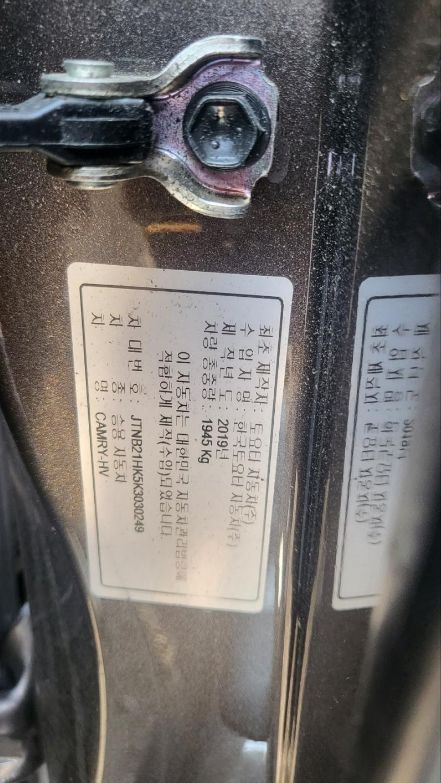 최초 제작자 : 도요타 자동차(주)
수 입 자 명 : 한국도요타 자동차(주)
제 작 년 도 : 2019년
차량 총중량 : 1945 Kg
이 자동차는 대한민국 자동차관리법령에
적합하게 제작(수입)되었습니다.
차 대 번 호 : JTNB21HK5K3030249
차 종 : 승용 자동차
차 명 : CAMRY-HV